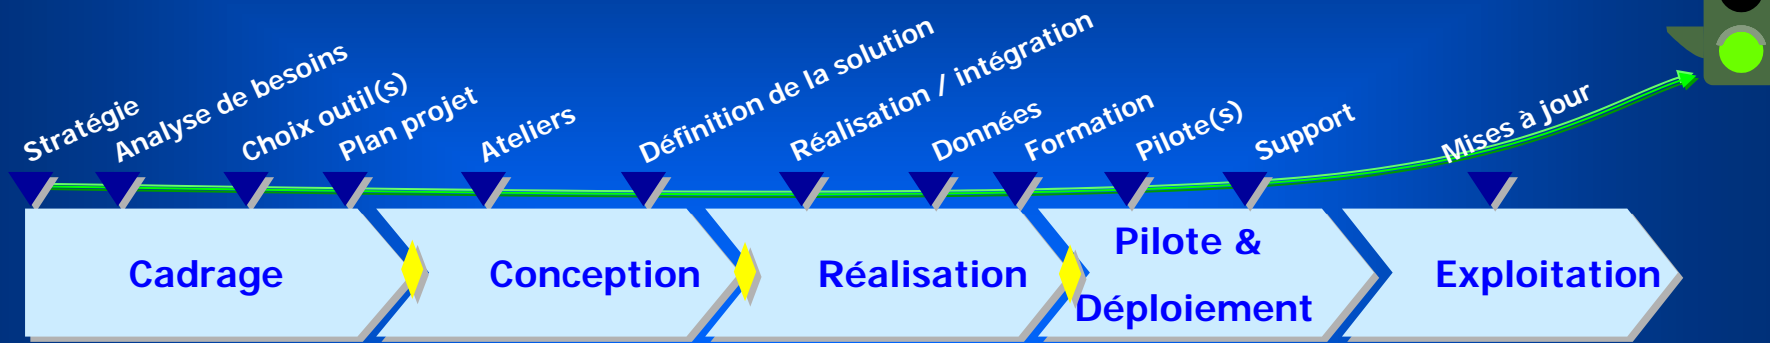 Stratégie
Analyse de besoins
Choix outil(s)
Plan projet
Ateliers
Définition de la solution
Réalisation / intégration
Données
Formation
Pilote(s)
Support
Mises à jour
Cadrage
Conception
Réalisation
Pilote &
Déploiement
Exploitation